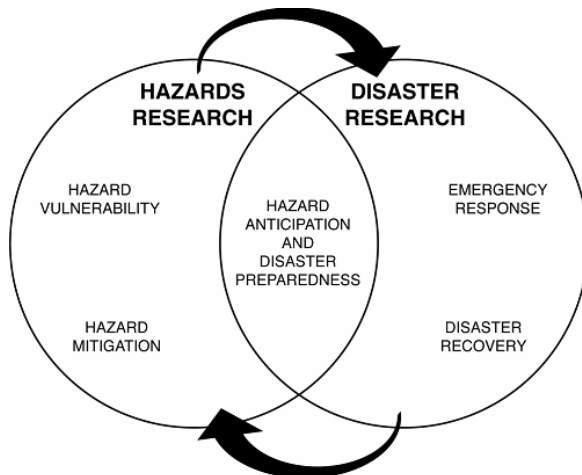 HAZARDS
RESEARCH
DISASTER
RESEARCH
HAZARD
VULNERABILITY
HAZARD
MITIGATION
HAZARD
ANTICIPATION
AND
DISASTER
PREPAREDNESS
EMERGENCY
RESPONSE
DISASTER
RECOVERY